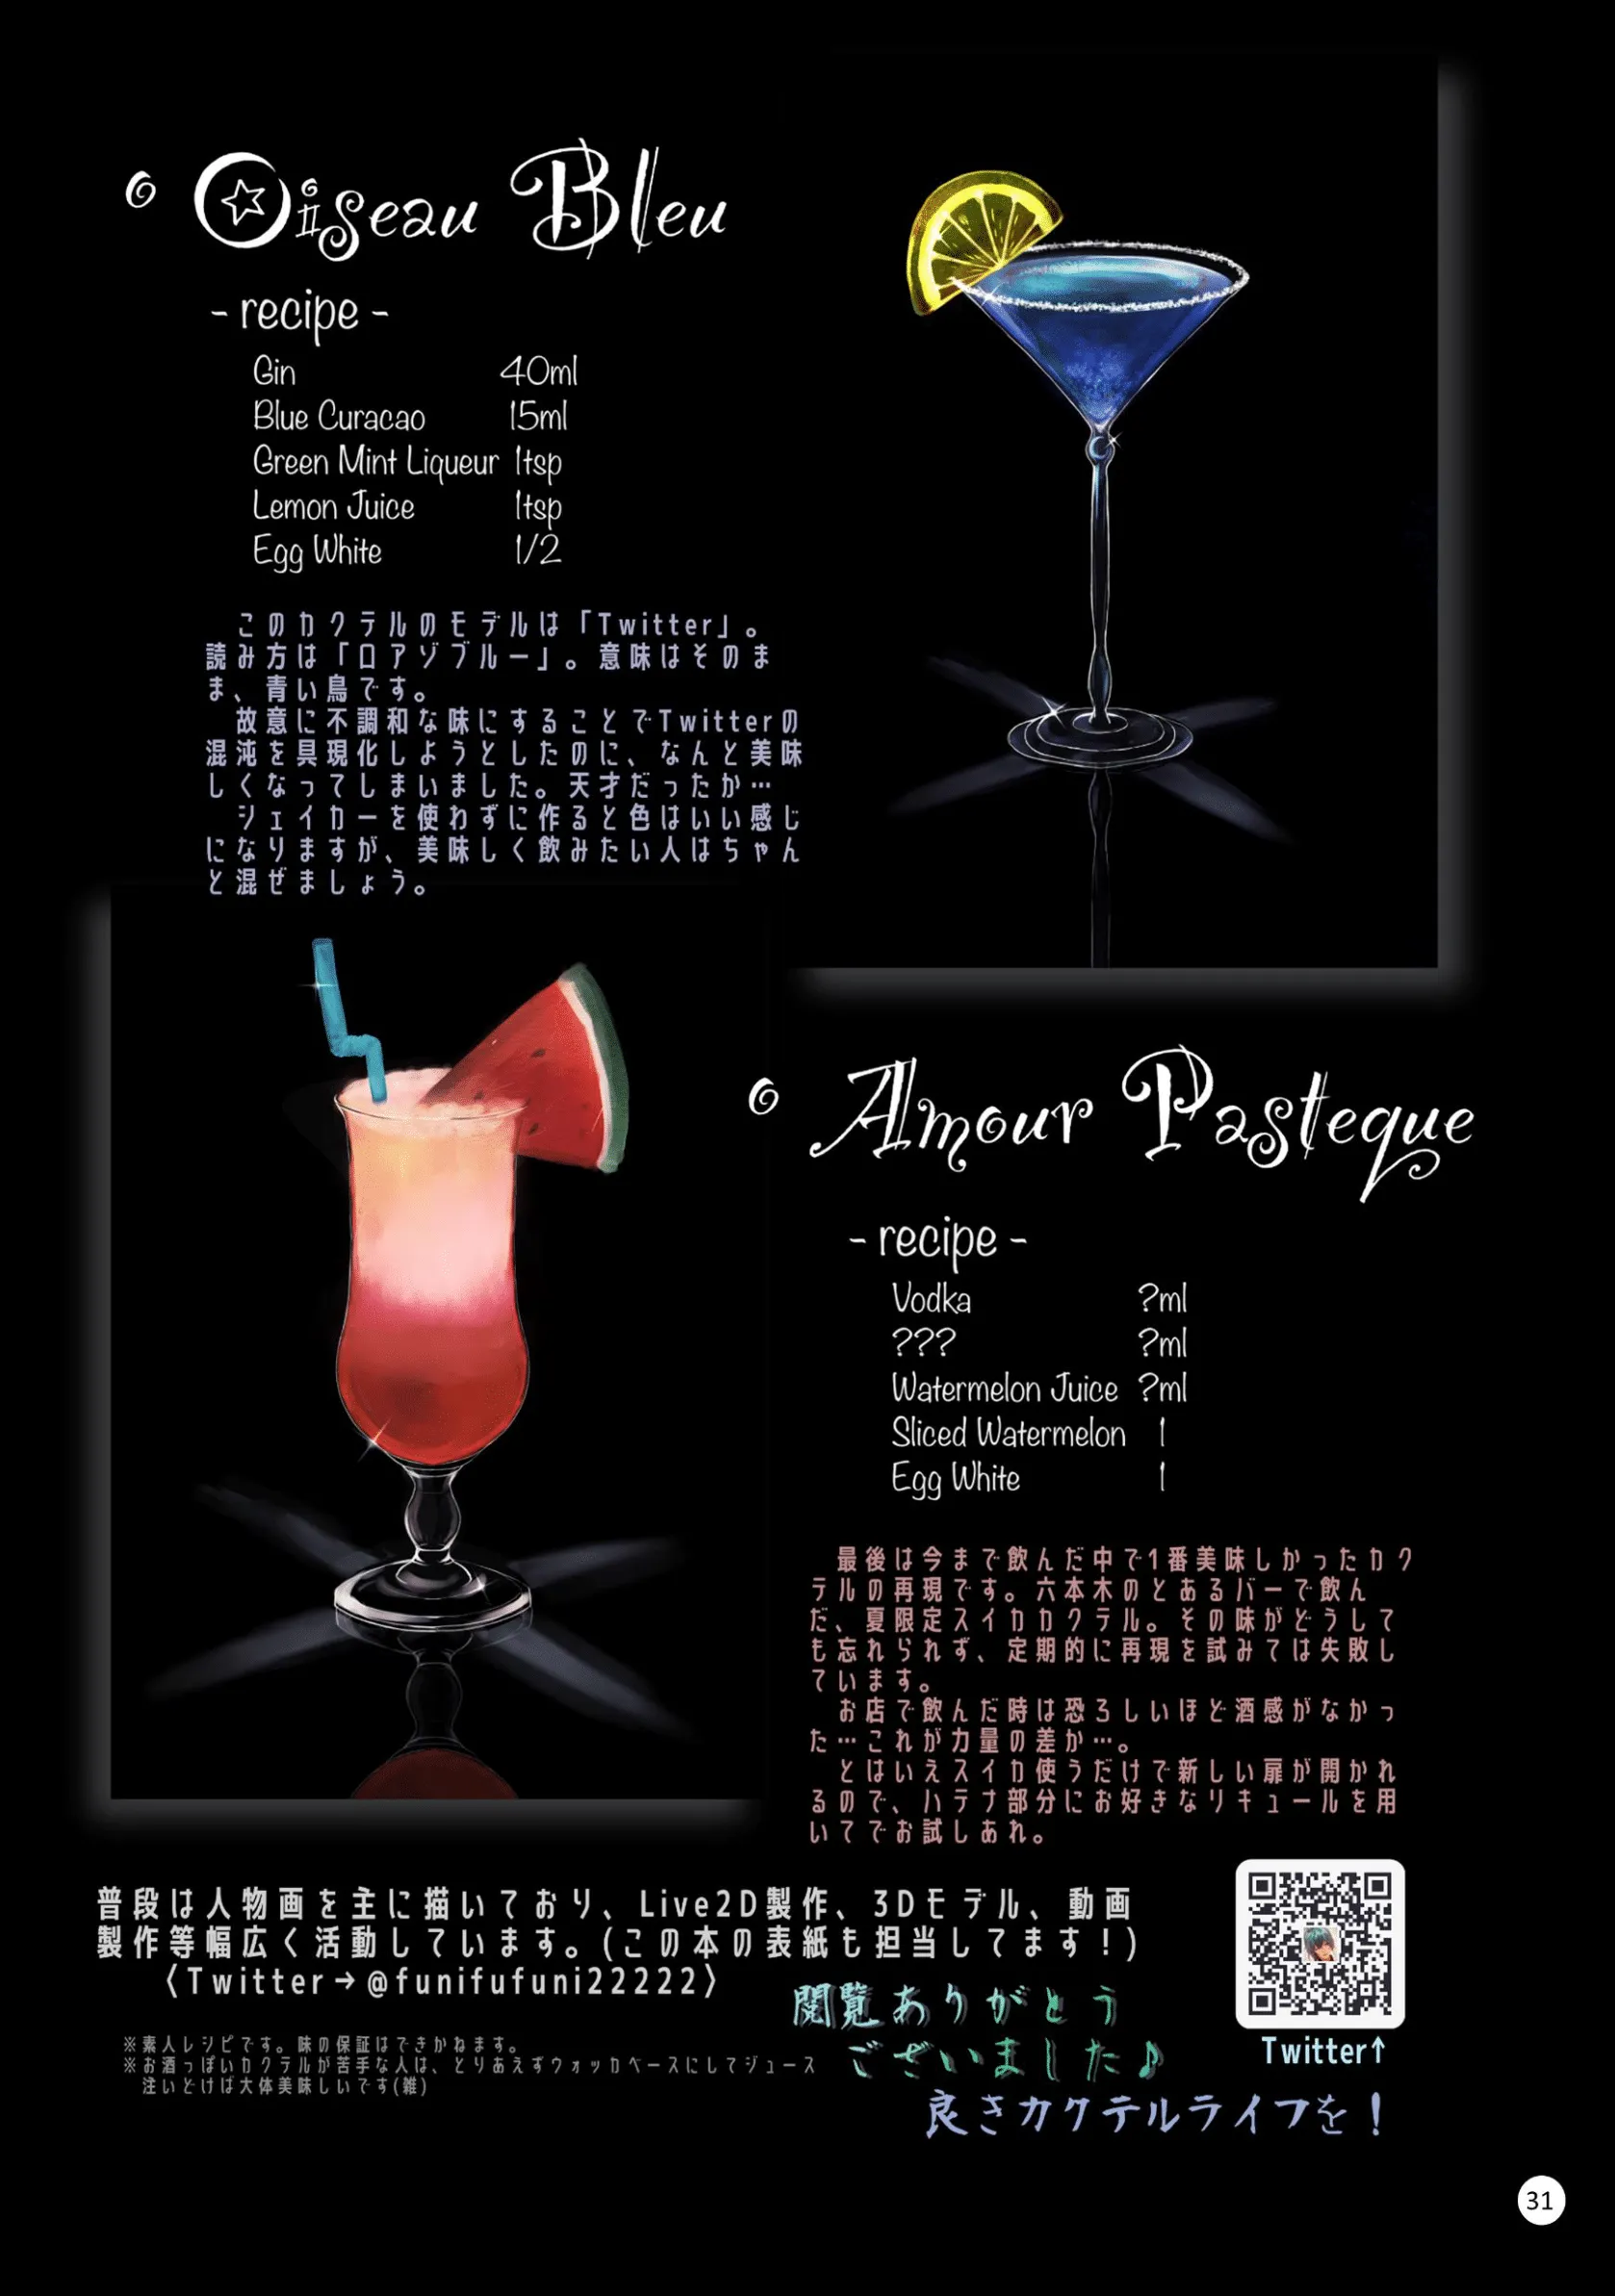 Oiseau Bleu
- recipe -
Gin 40ml
Blue Curacao 15ml
Green Mint Liqueur 1tsp
Lemon Juice 1tsp
Egg White 1/2
このカクテルのモデルは「Twitter」。
読み方は「ロアゾブルー」。意味はそのま
ま、青い鳥です。
故意に不調和な味にすることでTwitterの
混沌を具現化しようとしたのに、なんと美味
しくなってしまいました。天才だったか…
シェイカーを使わずに作ると色はいい感じ
になりますが、美味しく飲みたい人はちゃん
と混ぜましょう。
Amour Pasteque
- recipe -
Vodka ?ml
??? ?ml
Watermelon Juice ?ml
Sliced Watermelon 1
Egg White 1
最後は今まで飲んだ中で1番美味しかったカク
テルの再現です。六本木のとあるバーで飲ん
だ、夏限定スイカカクテル。その味がどうして
も忘れられず、定期的に再現を試みては失敗し
ています。
お店で飲んだ時は恐ろしいほど酒感がなかっ
た…これが力量の差か…。
とはいえスイカ使うだけで新しい扉が開かれ
るので、ハテナ部分にお好きなリキュールを用
いてでお試しあれ。
普段は人物画を主に描いており、Live2D製作、3Dモデル、動画
製作等幅広く活動しています。(この本の表紙も担当してます!)
〈Twitter→@funifufuni22222〉
※素人レシピです。味の保証はできかねます。
※お酒っぽいカクテルが苦手な人は、とりあえずウォッカベースにしてジュース
注いどけば大体美味しいです(雑)
閲覧ありがとう
ございました♪
良きカクテルライフを!
Twitter↑
31